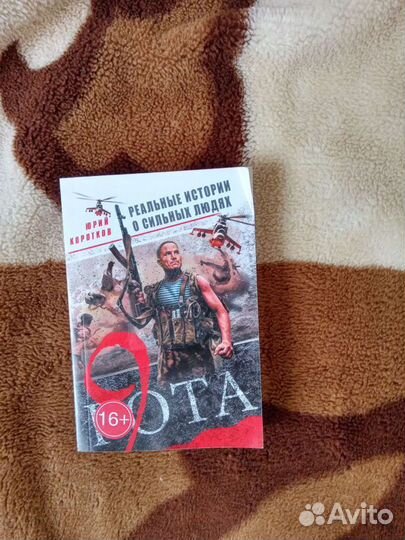 ЮРИЙ
КОРОТКОВ
РЕАЛЬНЫЕ ИСТОРИИ
О СИЛЬНЫХ ЛЮДЯХ
9
РОТА
16+
Avito